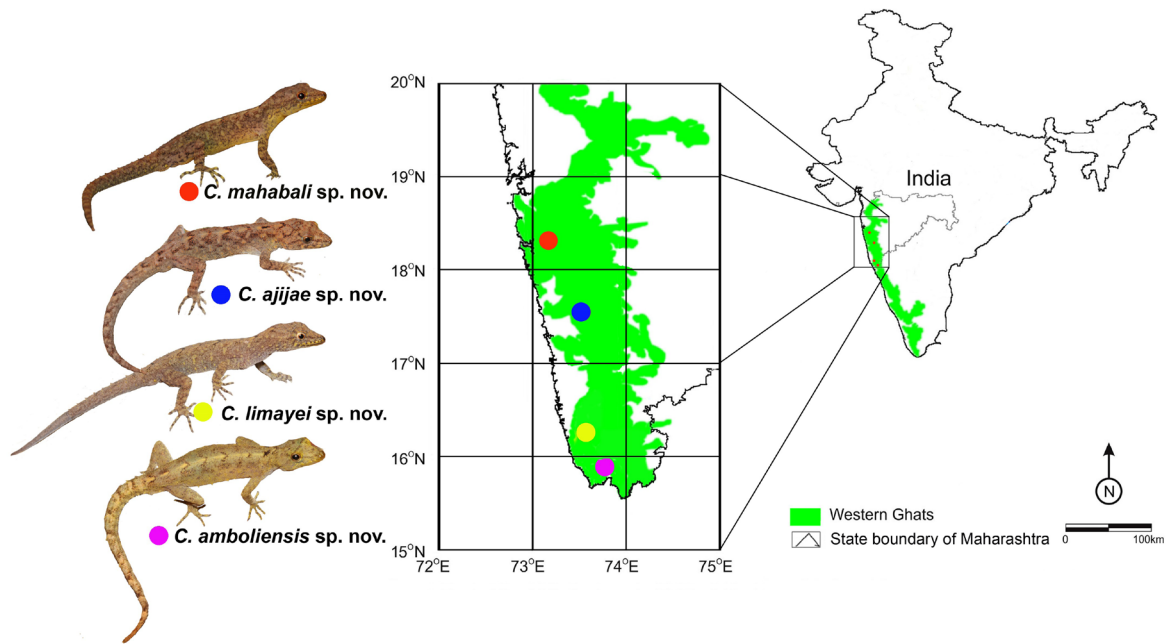 C. mahabali sp. nov.
C. ajijae sp. nov.
C. limayei sp. nov.
C. amboliensis sp. nov.
20°N
19°N
18°N
17°N
16°N
15°N
72°E
73°E
74°E
75°E
India
Western Ghats
State boundary of Maharashtra
N
0 100km